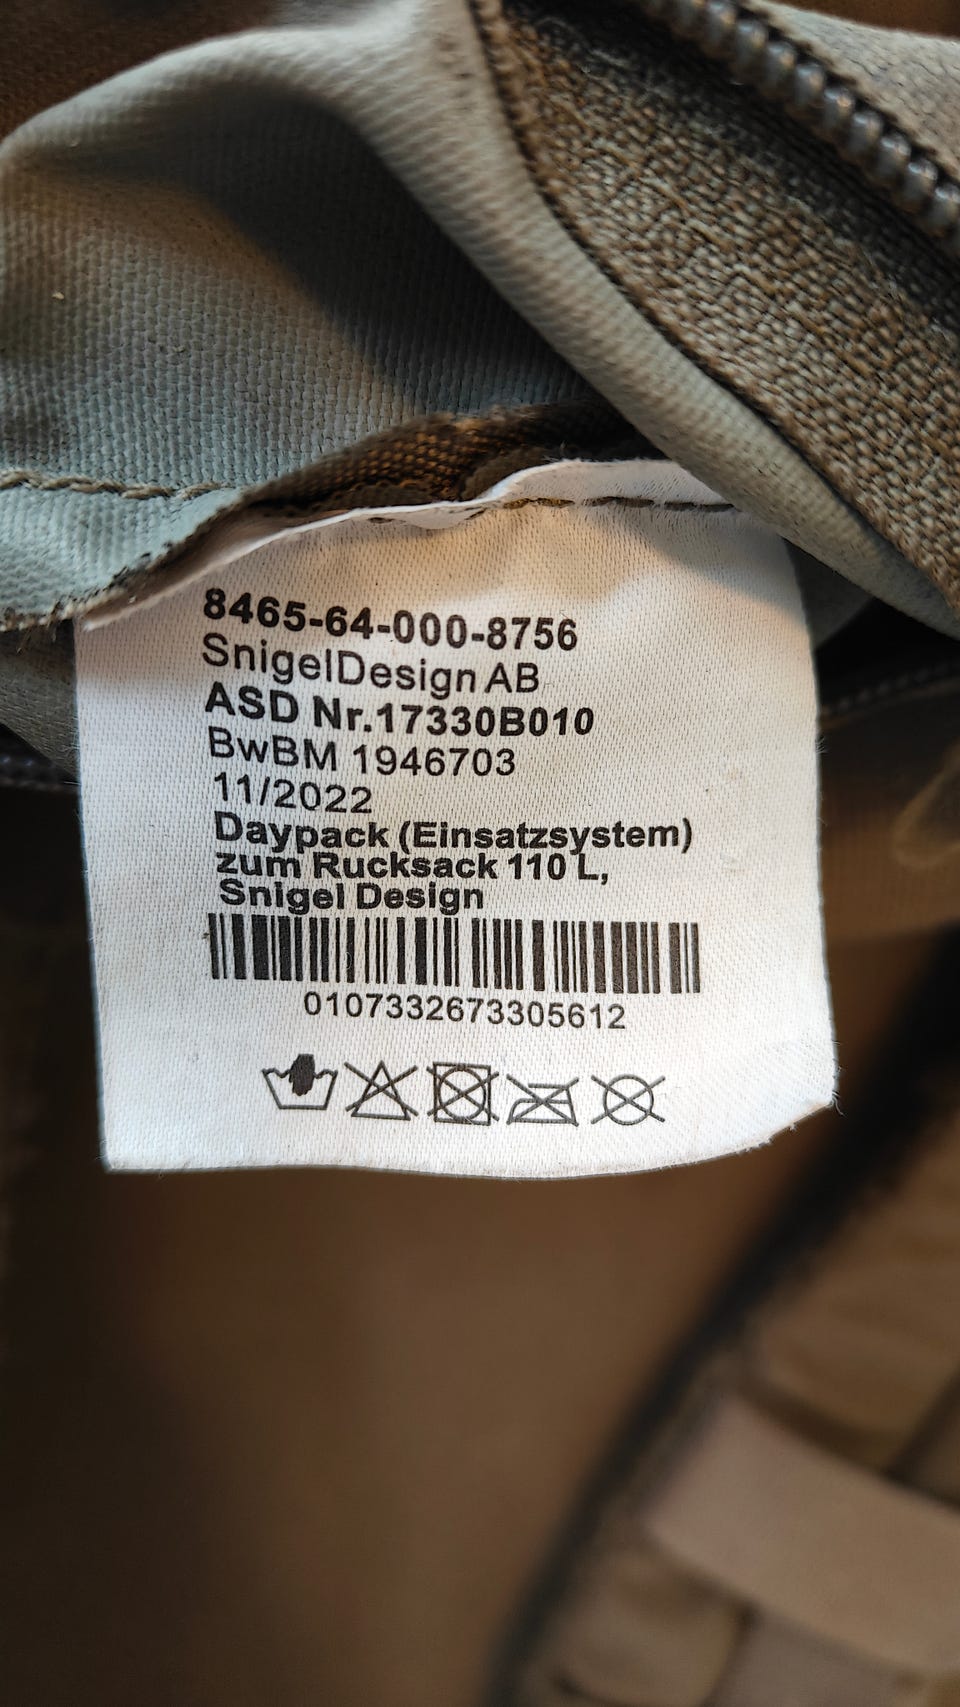 8465-64-000-8756
SnigelDesign AB
ASD Nr.17330B010
BwBM 1946703
11/2022
Daypack (Einsatzsystem)
zum Rucksack 110 L,
Snigel Design
0107332673305612